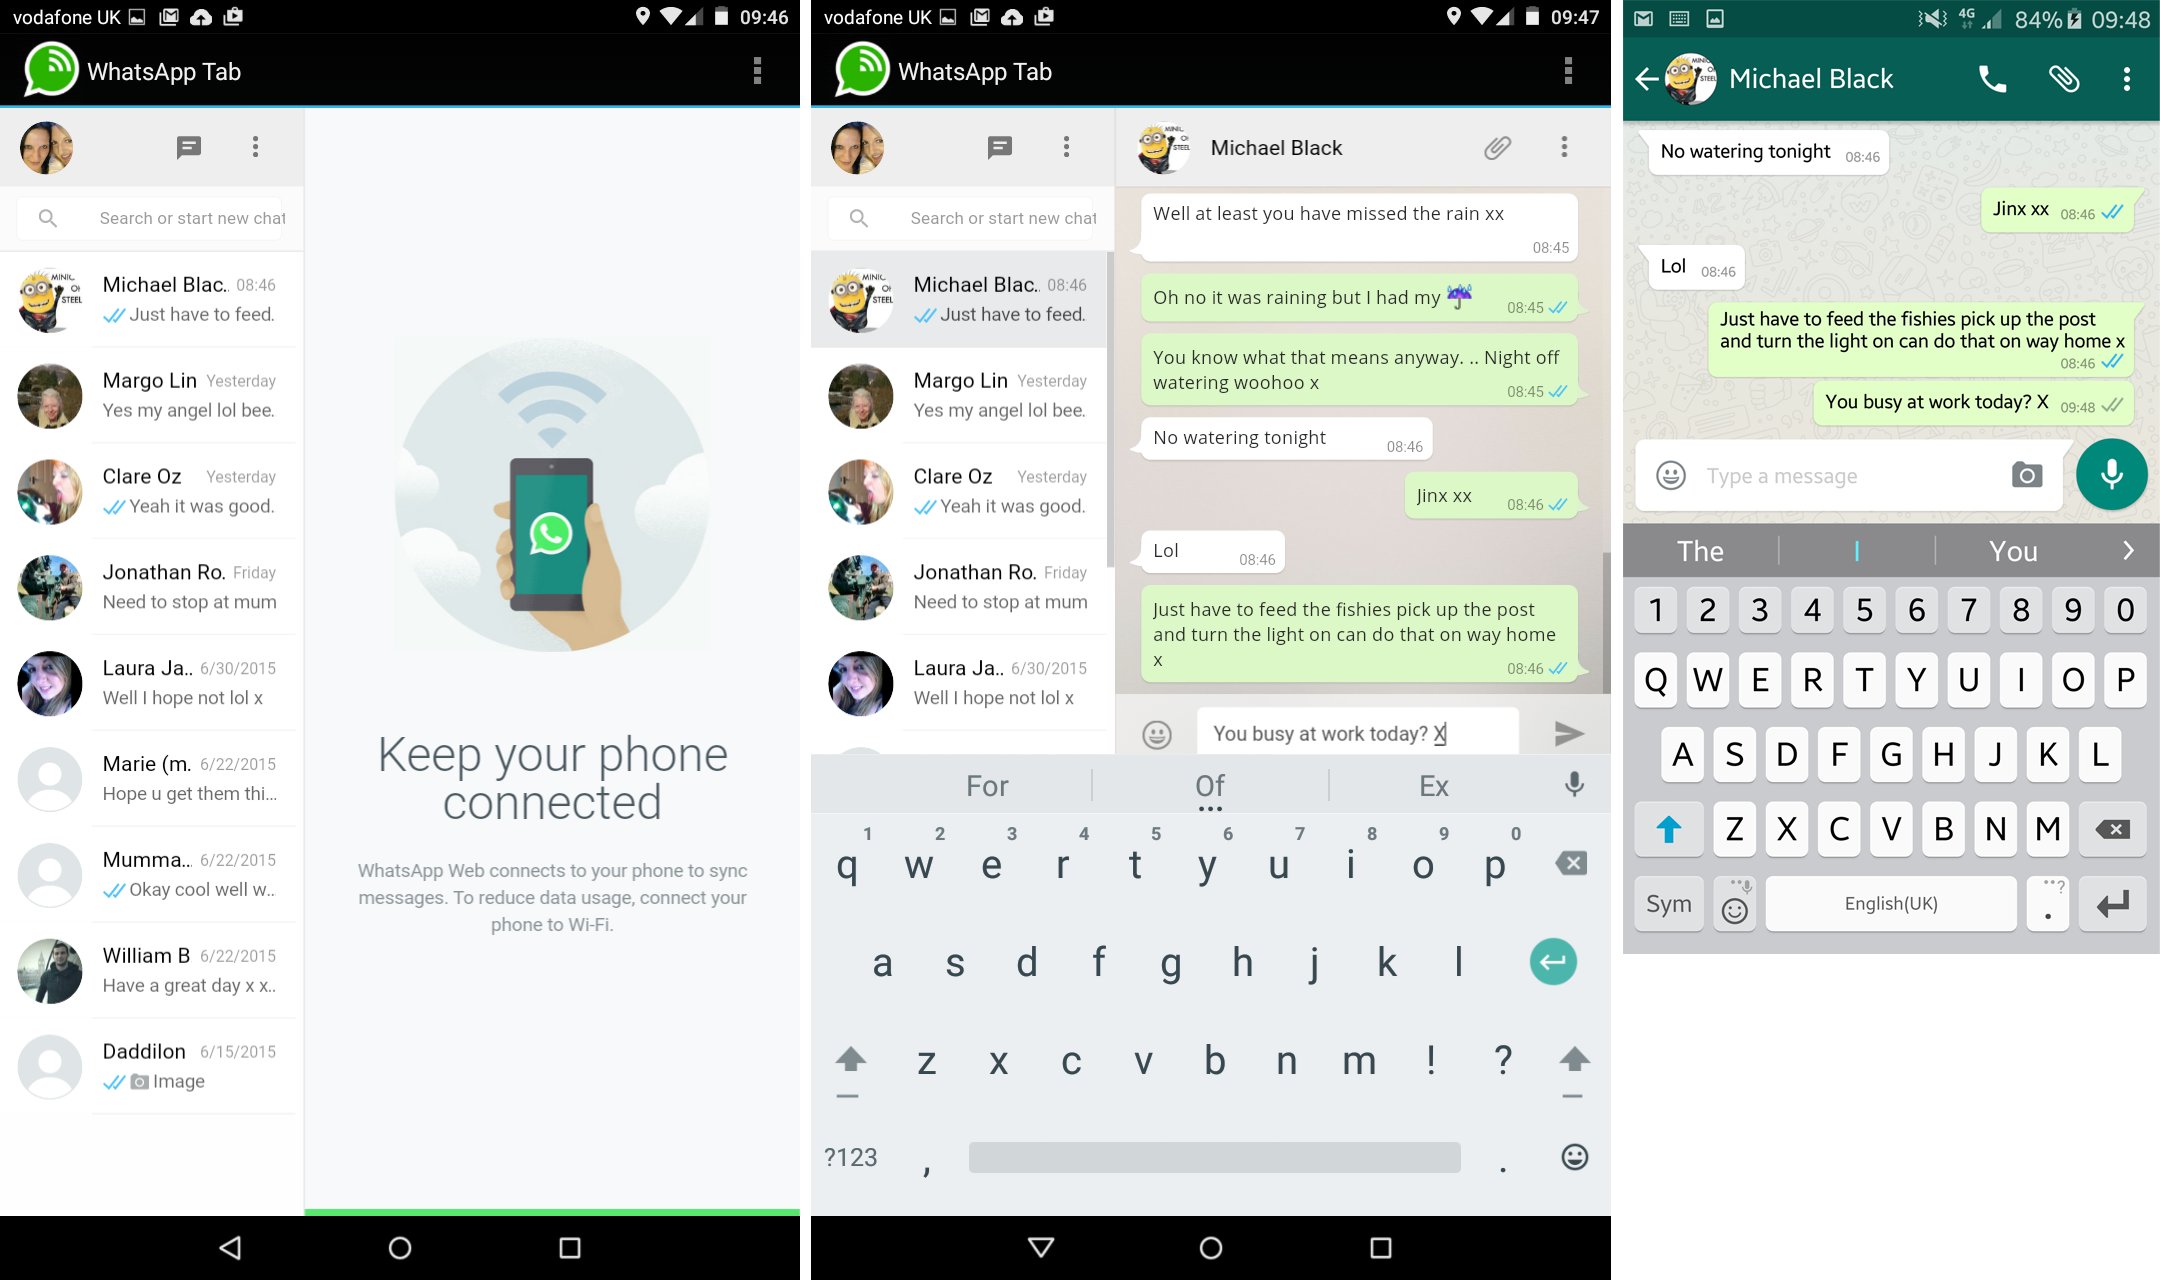 vodafone UK 09:46
WhatsApp Tab
Search or start new chat
Michael Blac.. 08:46
Just have to feed.
Margo Lin Yesterday
Yes my angel lol bee.
Clare Oz Yesterday
Yeah it was good.
Jonathan Ro. Friday
Need to stop at mum
Laura Ja.. 6/30/2015
Well I hope not lol x
Marie (m. 6/22/2015
Hope u get them thi...
Mumma.. 6/22/2015
Okay cool well w..
William B 6/22/2015
Have a great day x x..
Daddilon 6/15/2015
Image
Keep your phone
connected
WhatsApp Web connects to your phone to sync
messages. To reduce data usage, connect your
phone to Wi-Fi.
vodafone UK 09:47
WhatsApp Tab
Search or start new chat
Michael Blac.. 08:46
Just have to feed.
Margo Lin Yesterday
Yes my angel lol bee.
Clare Oz Yesterday
Yeah it was good.
Jonathan Ro. Friday
Need to stop at mum
Laura Ja.. 6/30/2015
Well I hope not lol x
Michael Black
Well at least you have missed the rain xx
08:45
Oh no it was raining but I had my ☔ 08:45
You know what that means anyway. .. Night off
watering woohoo x 08:45
No watering tonight 08:46
Jinx xx 08:46
Lol 08:46
Just have to feed the fishies pick up the post
and turn the light on can do that on way home
x 08:46
You busy at work today? X
For Of Ex
1 2 3 4 5 6 7 8 9 0
q w e r t y u i o p
a s d f g h j k l
z x c v b n m ! ?
?123 , .
4G 84% 09:48
Michael Black
No watering tonight 08:46
Jinx xx 08:46
Lol 08:46
Just have to feed the fishies pick up the post
and turn the light on can do that on way home x
08:46
You busy at work today? X 09:48
Type a message
The I You
1 2 3 4 5 6 7 8 9 0
Q W E R T Y U I O P
A S D F G H J K L
Z X C V B N M
Sym English(UK) . ?